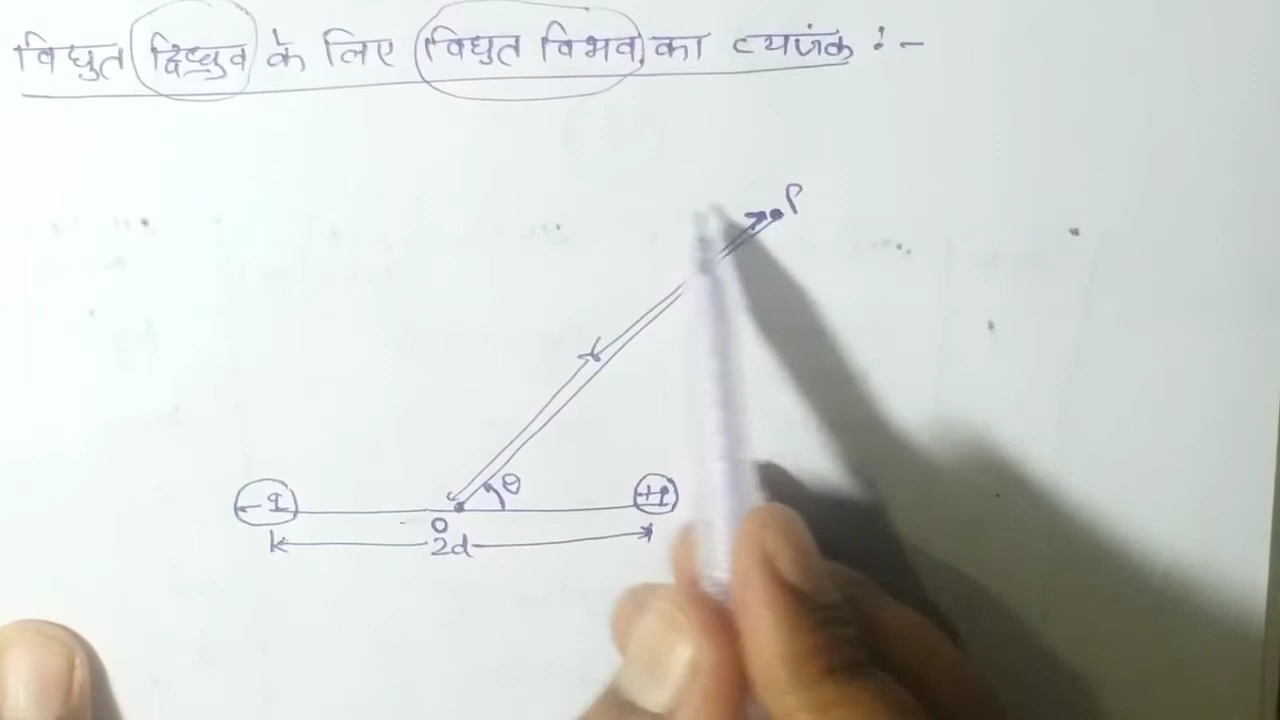 विद्युत द्विध्रुव के लिए विद्युत विभव का व्यंजक :-
P
θ
-q +q
O
2d